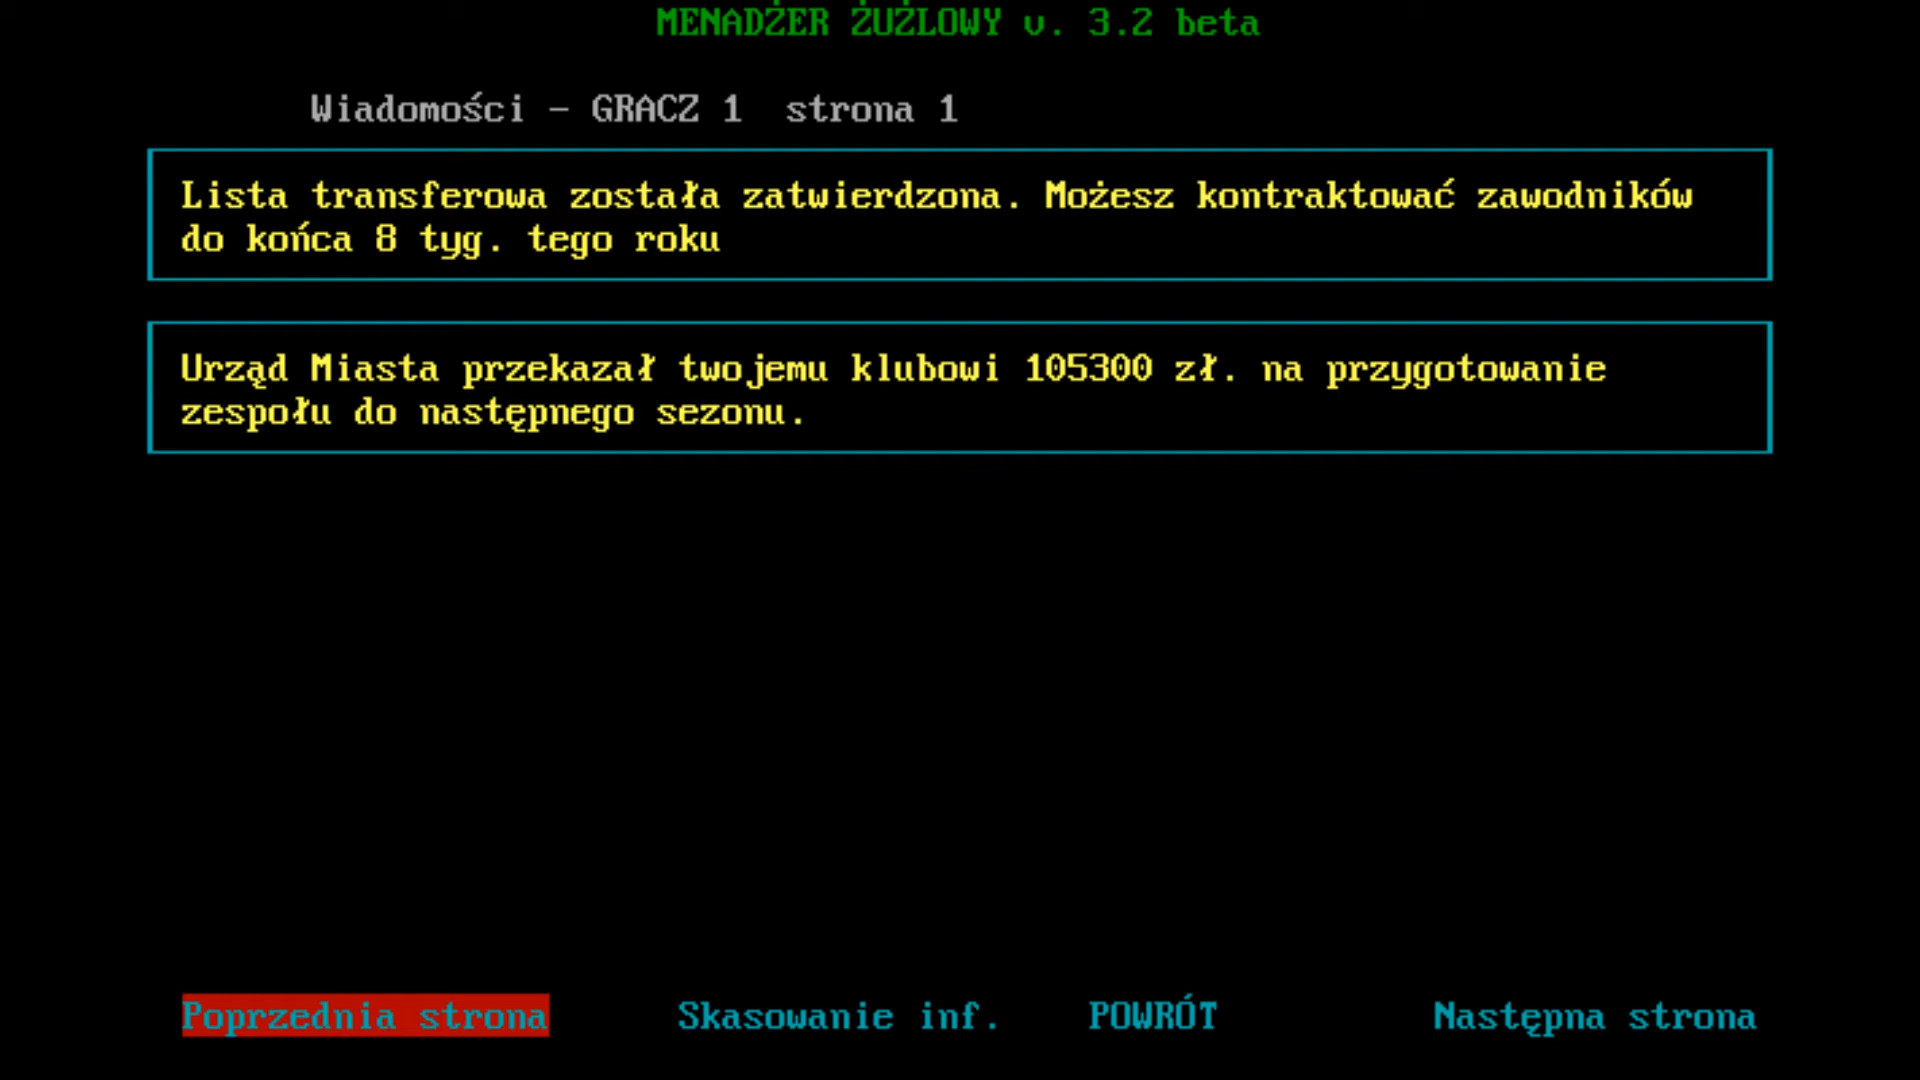 MENADŻER ŻUŻLOWY v. 3.2 beta
Wiadomości - GRACZ 1 strona 1
Lista transferowa została zatwierdzona. Możesz kontraktować zawodników
do końca 8 tyg. tego roku
Urząd Miasta przekazał twojemu klubowi 105300 zł. na przygotowanie
zespołu do następnego sezonu.
Poprzednia strona Skasowanie inf. POWRÓT Następna strona